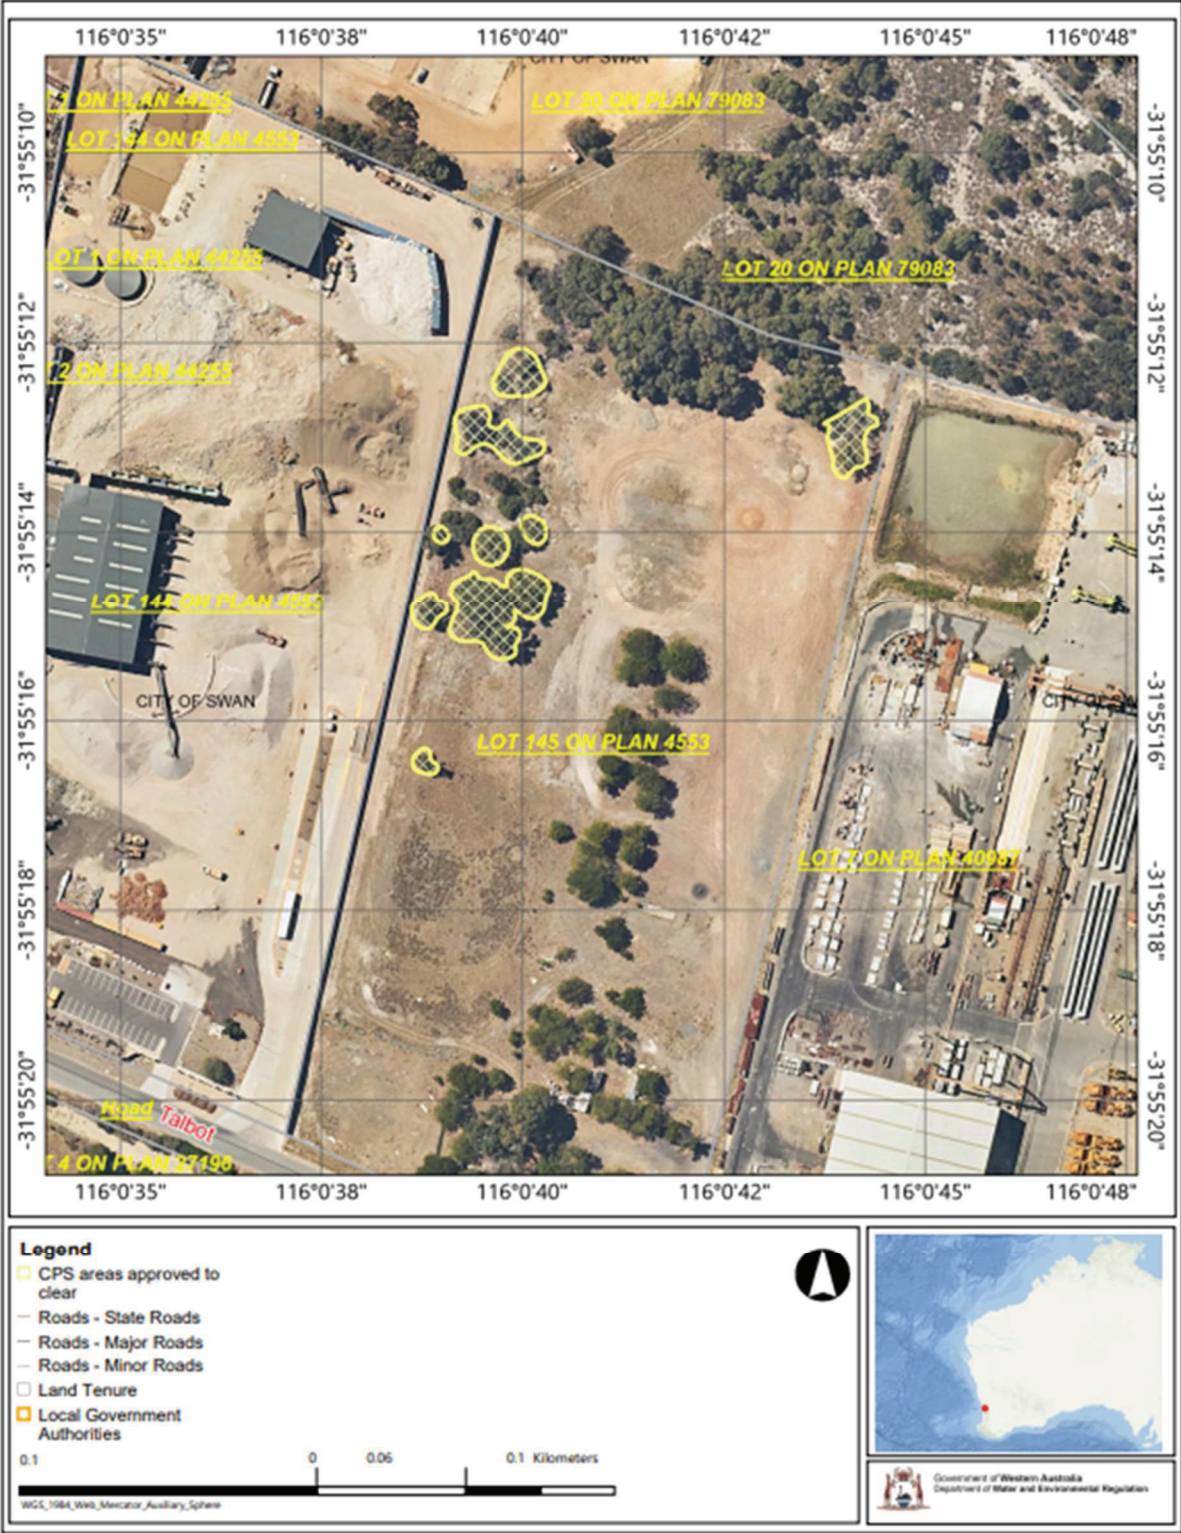 116°0'35" 116°0'38" 116°0'40" 116°0'42" 116°0'45" 116°0'48"
CITY OF SWAN
1 ON PLAN 44255
LOT 20 ON PLAN 79083
LOT 144 ON PLAN 4553
-31°55'10" -31°55'10"
LOT 1 ON PLAN 44255
LOT 20 ON PLAN 79083
-31°55'12" -31°55'12"
2 ON PLAN 44255
-31°55'14" -31°55'14"
LOT 144 ON PLAN 4553
CITY OF SWAN
CITY OF
-31°55'16" -31°55'16"
LOT 145 ON PLAN 4553
LOT 7 ON PLAN 40987
-31°55'18" -31°55'18"
-31°55'20" -31°55'20"
Road Talbot
T 4 ON PLAN 27196
116°0'35" 116°0'38" 116°0'40" 116°0'42" 116°0'45" 116°0'48"
Legend
CPS areas approved to
clear
Roads - State Roads
Roads - Major Roads
Roads - Minor Roads
Land Tenure
Local Government
Authorities
0.1 0 0.06 0.1 Kilometers
WGS_1984_Web_Mercator_Auxiliary_Sphere
Government of Western Australia
Department of Water and Environmental Regulation